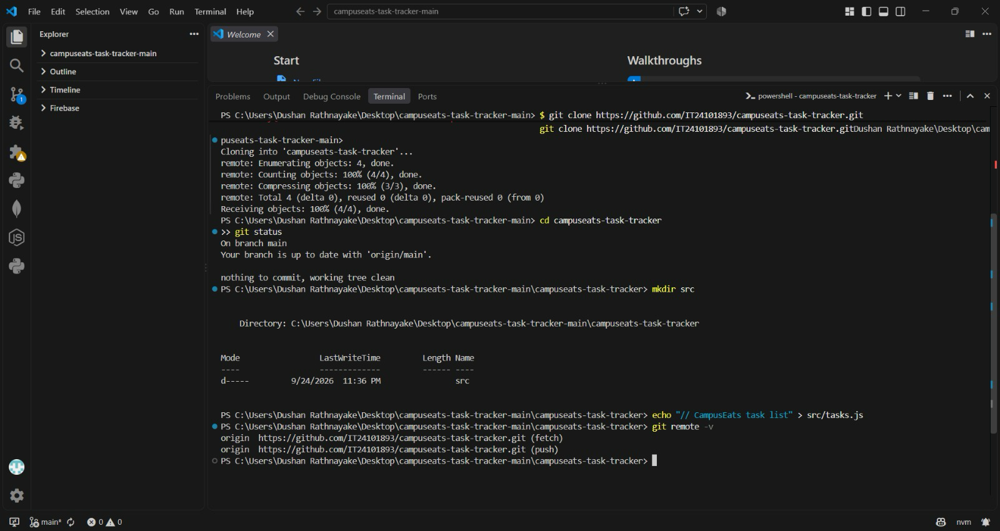 File Edit Selection View Go Run Terminal Help
campuseats-task-tracker-main
Explorer
campuseats-task-tracker-main
Outline
Timeline
Firebase
1
Welcome
Start
Walkthroughs
Problems Output Debug Console Terminal Ports
powershell - campuseats-task-tracker
PS C:\Users\Dushan Rathnayake\Desktop\campuseats-task-tracker-main> $ git clone https://github.com/IT24101893/campuseats-task-tracker.git
git clone https://github.com/IT24101893/campuseats-task-tracker.gitDushan Rathnayake\Desktop\cam
puseats-task-tracker-main>
Cloning into 'campuseats-task-tracker'...
remote: Enumerating objects: 4, done.
remote: Counting objects: 100% (4/4), done.
remote: Compressing objects: 100% (3/3), done.
remote: Total 4 (delta 0), reused 0 (delta 0), pack-reused 0 (from 0)
Receiving objects: 100% (4/4), done.
PS C:\Users\Dushan Rathnayake\Desktop\campuseats-task-tracker-main> cd campuseats-task-tracker
>> git status
On branch main
Your branch is up to date with 'origin/main'.
nothing to commit, working tree clean
PS C:\Users\Dushan Rathnayake\Desktop\campuseats-task-tracker-main\campuseats-task-tracker> mkdir src
Directory: C:\Users\Dushan Rathnayake\Desktop\campuseats-task-tracker-main\campuseats-task-tracker
Mode LastWriteTime Length Name
---- ------------- ------ ----
d----- 9/24/2026 11:36 PM src
PS C:\Users\Dushan Rathnayake\Desktop\campuseats-task-tracker-main\campuseats-task-tracker> echo "// CampusEats task list" > src/tasks.js
PS C:\Users\Dushan Rathnayake\Desktop\campuseats-task-tracker-main\campuseats-task-tracker> git remote -v
origin https://github.com/IT24101893/campuseats-task-tracker.git (fetch)
origin https://github.com/IT24101893/campuseats-task-tracker.git (push)
PS C:\Users\Dushan Rathnayake\Desktop\campuseats-task-tracker-main\campuseats-task-tracker>
main* 0 0 nvm